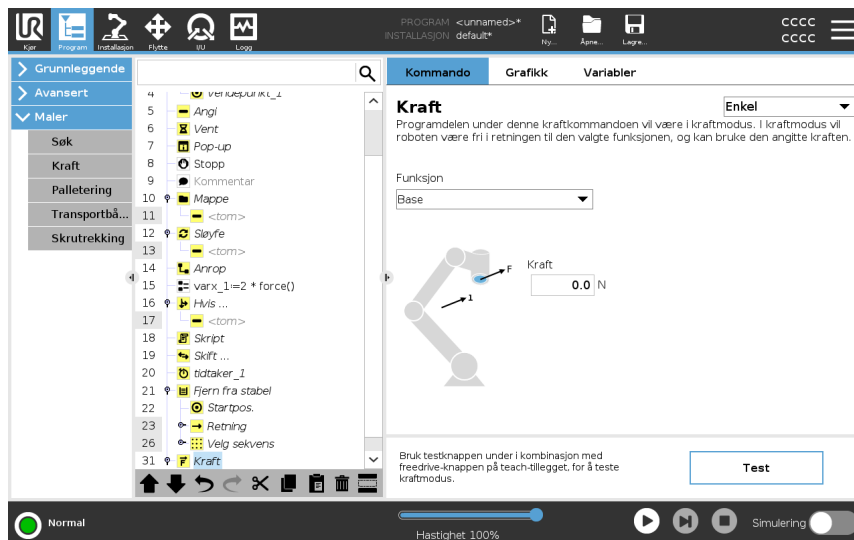 PROGRAM <unnamed>*
INSTALLASJON default*
CCCC
CCCC
UR
Kjør
Program
Installasjon
Flytte
I/U
Logg
Ny...
Åpne...
Lagre...
Grunnleggende
Avansert
Maler
Søk
Kraft
Palletering
Transportbå...
Skrutrekking
4 Vendepunkt_1
5 Angi
6 Vent
7 Pop-up
8 Stopp
9 Kommentar
10 Mappe
11 <tom>
12 Sløyfe
13 <tom>
14 Anrop
15 varx_1:=2 * force()
16 Hvis ...
17 <tom>
18 Skript
19 Skift ...
20 tidtaker_1
21 Fjern fra stabel
22 Startpos.
23 Retning
26 Velg sekvens
31 Kraft
Kommando
Grafikk
Variabler
Kraft
Enkel
Programdelen under denne kraftkommandoen vil være i kraftmodus. I kraftmodus vil
roboten være fri i retningen til den valgte funksjonen, og kan bruke den angitte kraften.
Funksjon
Base
F
1
Kraft
0.0 N
Bruk testknappen under i kombinasjon med
freedrive-knappen på teach-tillegget, for å teste
kraftmodus.
Test
Normal
Hastighet 100%
Simulering